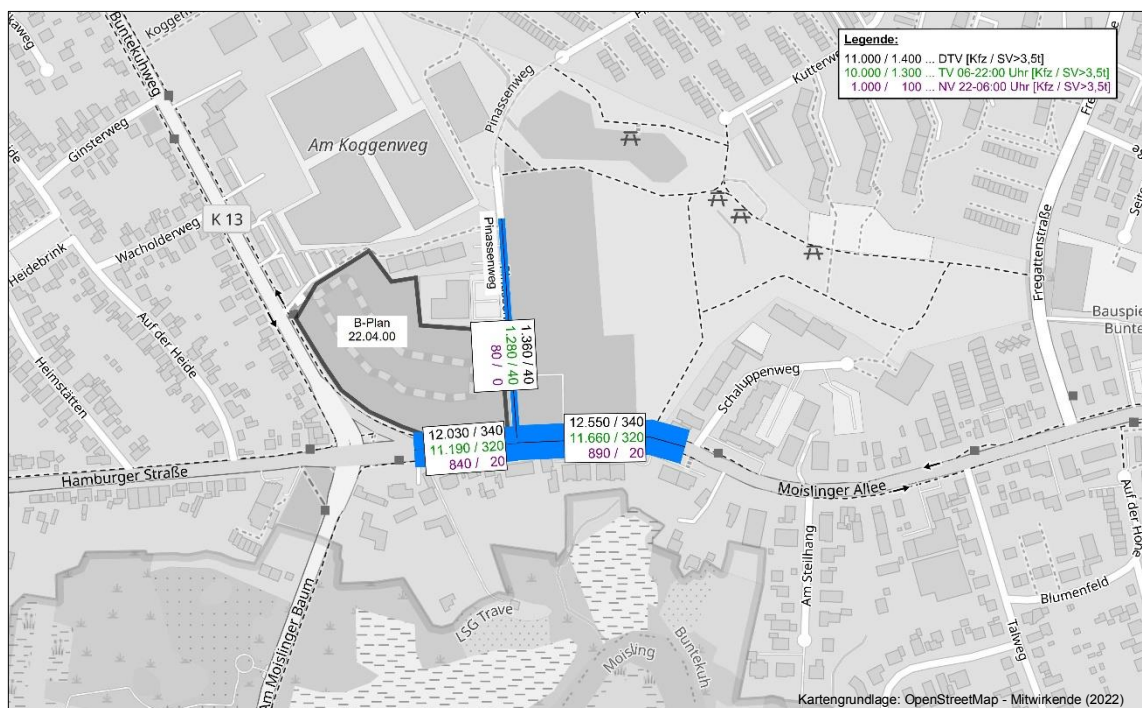 Legende:
11.000 / 1.400 ... DTV [Kfz / SV>3,5t]
10.000 / 1.300 ... TV 06-22:00 Uhr [Kfz / SV>3,5t]
1.000 / 100 ... NV 22-06:00 Uhr [Kfz / SV>3,5t]
Buntekuhweg
Pinassenweg
Kutterweg
Ginsterweg
Am Koggenweg
K 13
Wacholderweg
Heidebrink
Auf der Heide
Heimstätten
Pinassenweg
B-Plan
22.04.00
1.360 / 40
1.280 / 40
80 / 0
Fregattenstraße
Schaluppenweg
12.030 / 340
11.190 / 320
840 / 20
12.550 / 340
11.660 / 320
890 / 20
Hamburger Straße
Moislinger Allee
Am Moislinger Baum
LSG Trave
Moisling
Buntekuh
Am Steilhang
Talweg
Blumenfeld
Auf der Höhe
Kartengrundlage: OpenStreetMap - Mitwirkende (2022)